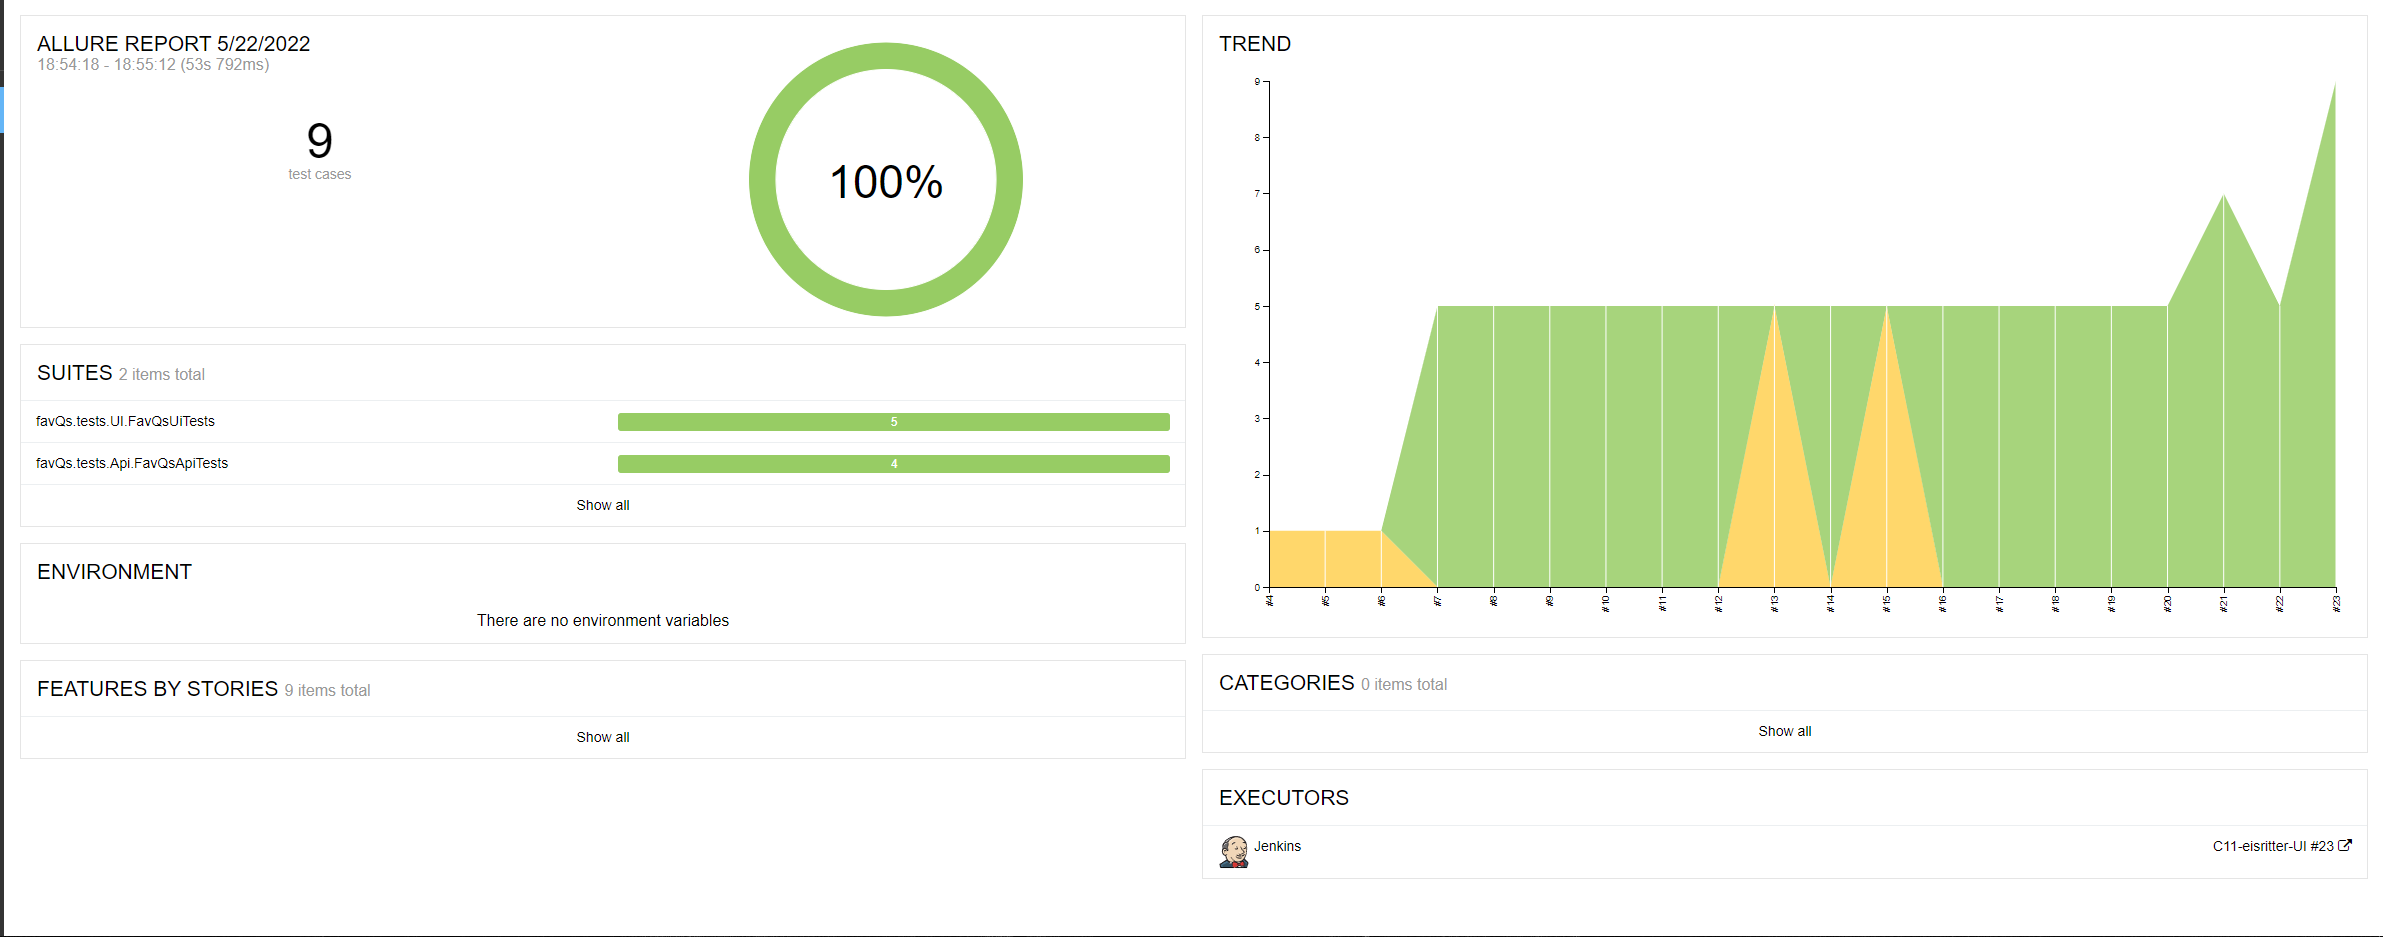 ALLURE REPORT 5/22/2022
18:54:18 - 18:55:12 (53s 792ms)
9
test cases
100%
SUITES 2 items total
favQs.tests.UI.FavQsUiTests 5
favQs.tests.Api.FavQsApiTests 4
Show all
ENVIRONMENT
There are no environment variables
FEATURES BY STORIES 9 items total
Show all
TREND
9
8
7
6
5
4
3
2
1
0
#4 #5 #6 #7 #8 #9 #10 #11 #12 #13 #14 #15 #16 #17 #18 #19 #20 #21 #22 #23
CATEGORIES 0 items total
Show all
EXECUTORS
Jenkins C11-eisritter-UI #23